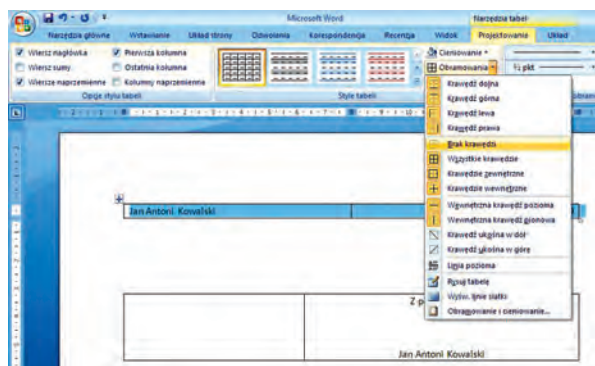 Microsoft Word
Narzędzia tabel
Narzędzia główne Wstawianie Układ strony Odwołania Korespondencja Recenzja Widok Projektowanie Układ
Wiersz nagłówka Pierwsza kolumna
Wiersz sumy Ostatnia kolumna
Wiersze naprzemienne Kolumny naprzemienne
Opcje stylu tabeli
Style tabeli
Cieniowanie
Obramowania
½ pkt
Krawędź dolna
Krawędź górna
Krawędź lewa
Krawędź prawa
Brak krawędzi
Wszystkie krawędzie
Krawędzie zewnętrzne
Krawędzie wewnętrzne
Wewnętrzna krawędź pozioma
Wewnętrzna krawędź pionowa
Krawędź ukośna w dół
Krawędź ukośna w górę
Linia pozioma
Rysuj tabelę
Wyśw. linie siatki
Obramowanie i cieniowanie...
Jan Antoni Kowalski
Z p
Jan Antoni Kowalski